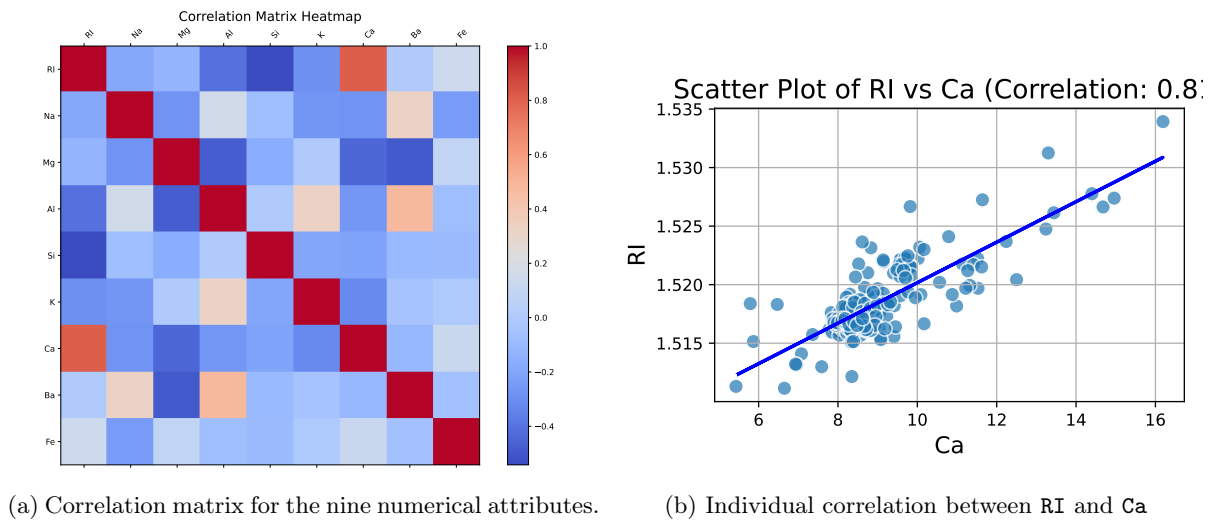 Correlation Matrix Heatmap
RI Na Mg Al Si K Ca Ba Fe
RI
Na
Mg
Al
Si
K
Ca
Ba
Fe
1.0
0.8
0.6
0.4
0.2
0.0
−0.2
−0.4
(a) Correlation matrix for the nine numerical attributes.
Scatter Plot of RI vs Ca (Correlation: 0.81
1.535
1.530
1.525
1.520
1.515
RI
6 8 10 12 14 16
Ca
(b) Individual correlation between RI and Ca